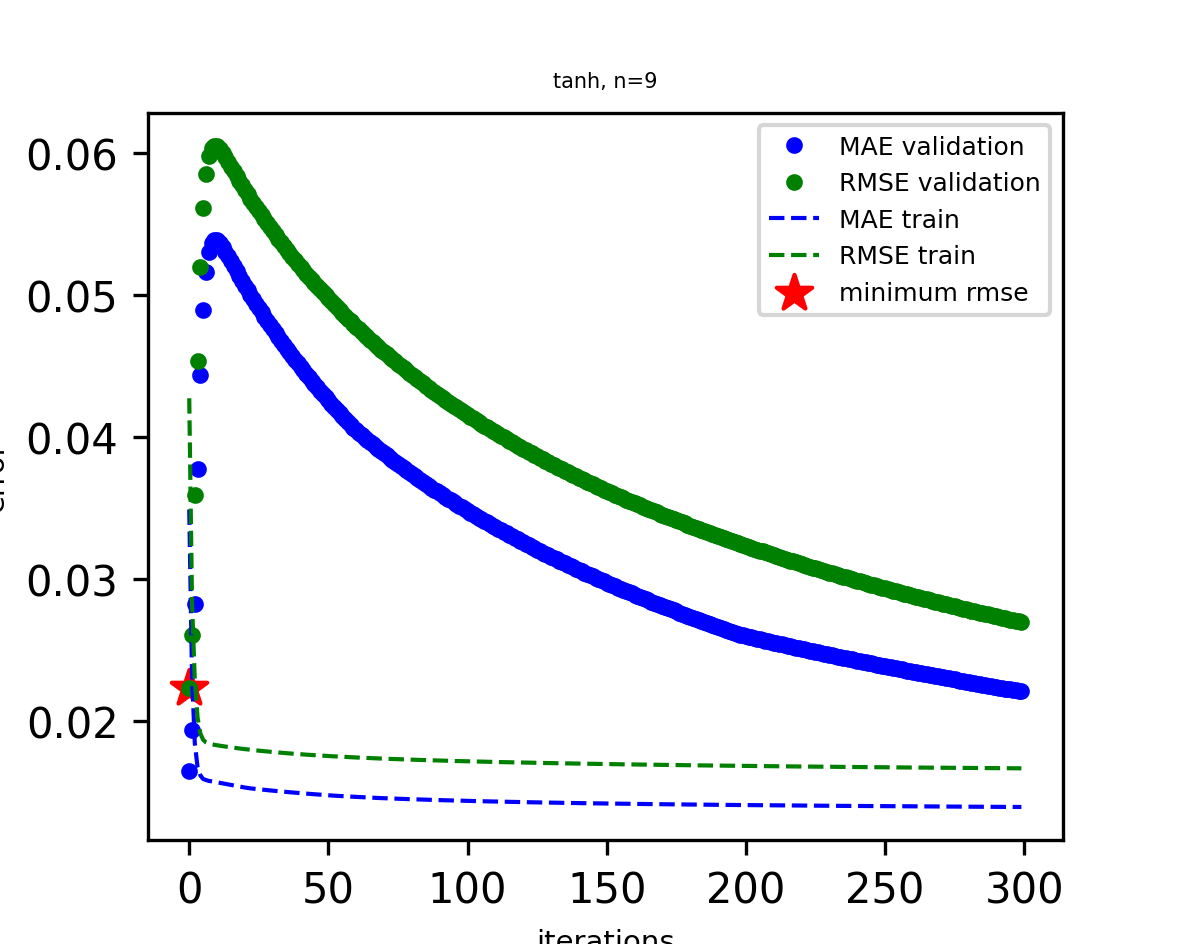 tanh, n=9
0.06
0.05
0.04
0.03
0.02
MAE validation
RMSE validation
MAE train
RMSE train
minimum rmse
0 50 100 150 200 250 300
iterations